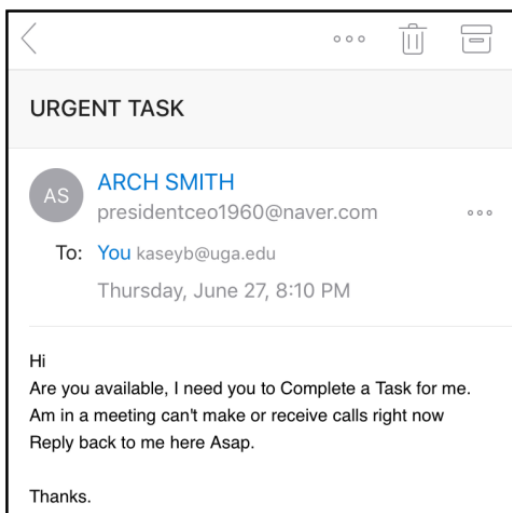 URGENT TASK
AS
ARCH SMITH
presidentceo1960@naver.com
To: You kaseyb@uga.edu
Thursday, June 27, 8:10 PM
Hi
Are you available, I need you to Complete a Task for me.
Am in a meeting can't make or receive calls right now
Reply back to me here Asap.
Thanks.